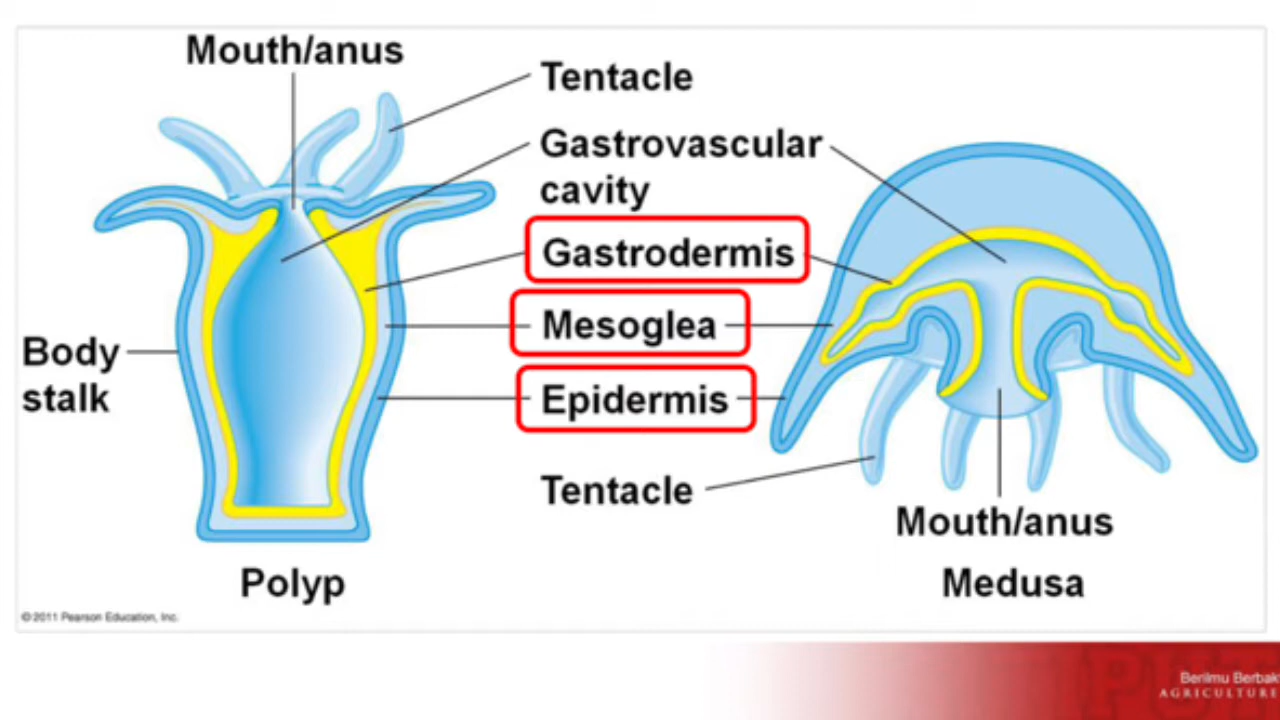 Mouth/anus
Tentacle
Gastrovascular
cavity
Gastrodermis
Mesoglea
Body
stalk
Epidermis
Tentacle
Mouth/anus
Polyp
Medusa
© 2011 Pearson Education, Inc.
Berilmu Berbak
AGRICULTURE